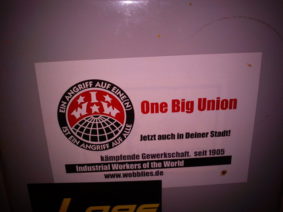 EIN ANGRIFF AUF EINE(N)
IST EIN ANGRIFF AUF ALLE
I W W
One Big Union
Jetzt auch in Deiner Stadt!
kämpfende Gewerkschaft. seit 1905
Industrial Workers of the World
www.wobblies.de